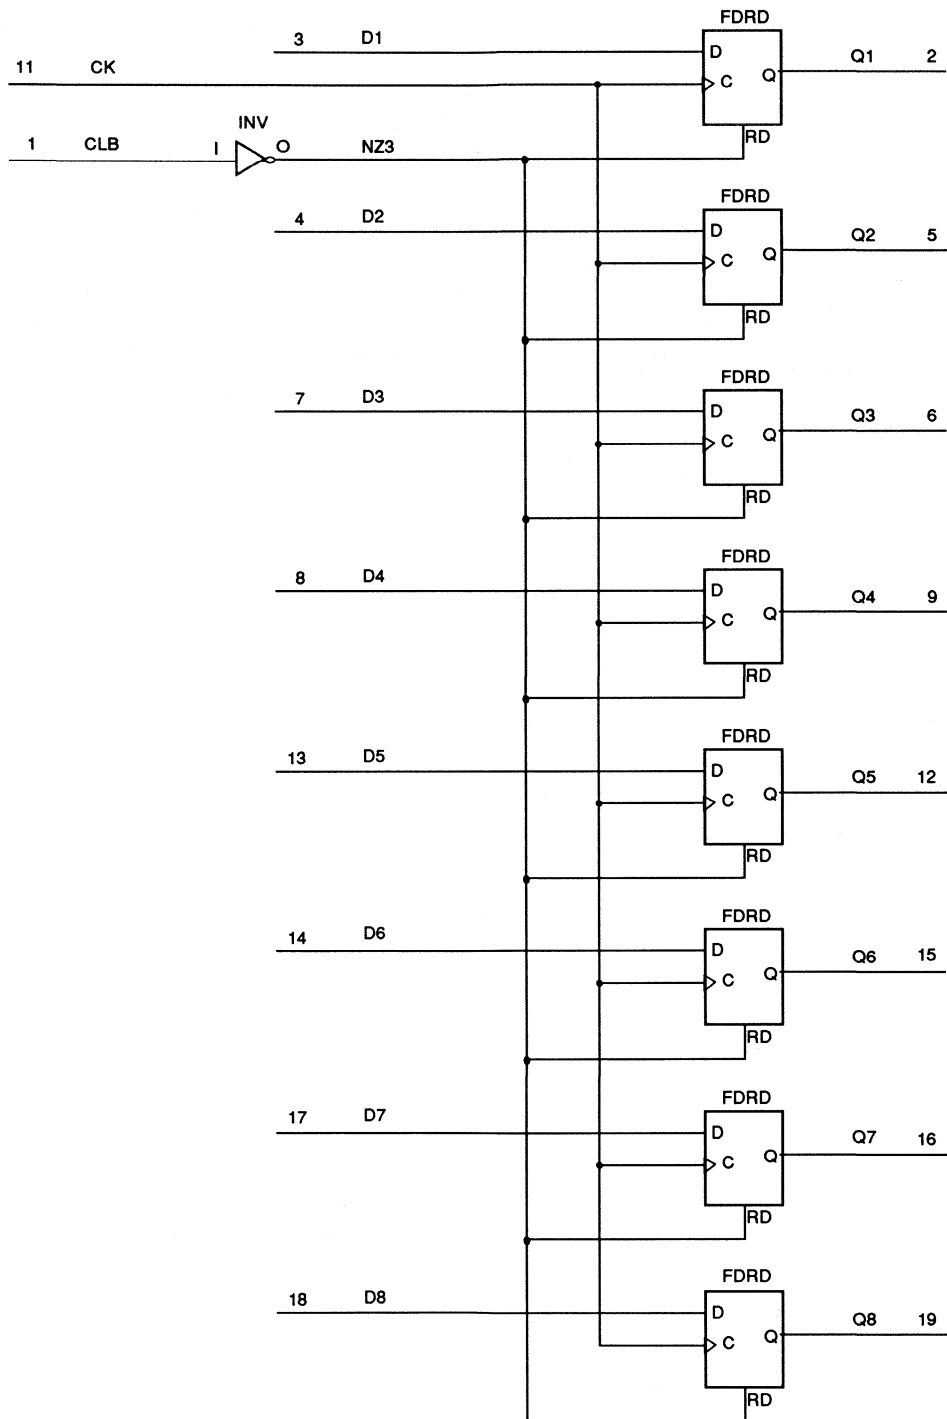 FDRD
3 D1
D
Q
Q1 2
11 CK
C
RD
INV
1 CLB I O NZ3
FDRD
4 D2
D
Q
Q2 5
C
RD
FDRD
7 D3
D
Q
Q3 6
C
RD
FDRD
8 D4
D
Q
Q4 9
C
RD
FDRD
13 D5
D
Q
Q5 12
C
RD
FDRD
14 D6
D
Q
Q6 15
C
RD
FDRD
17 D7
D
Q
Q7 16
C
RD
FDRD
18 D8
D
Q
Q8 19
C
RD